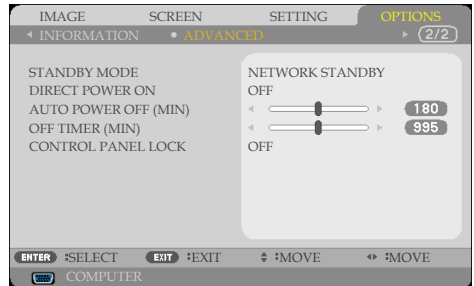 IMAGE SCREEN SETTING OPTIONS
INFORMATION ADVANCED 2/2
STANDBY MODE NETWORK STANDBY
DIRECT POWER ON OFF
AUTO POWER OFF (MIN) 180
OFF TIMER (MIN) 995
CONTROL PANEL LOCK OFF
ENTER :SELECT EXIT :EXIT :MOVE :MOVE
COMPUTER